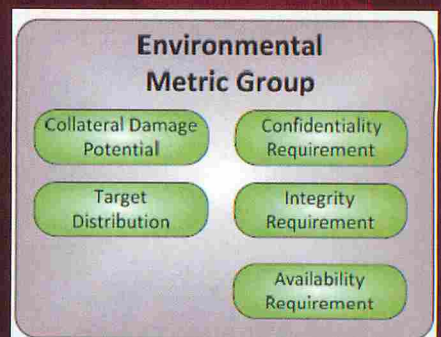 Environmental
Metric Group
Collateral Damage
Potential
Confidentiality
Requirement
Target
Distribution
Integrity
Requirement
Availability
Requirement